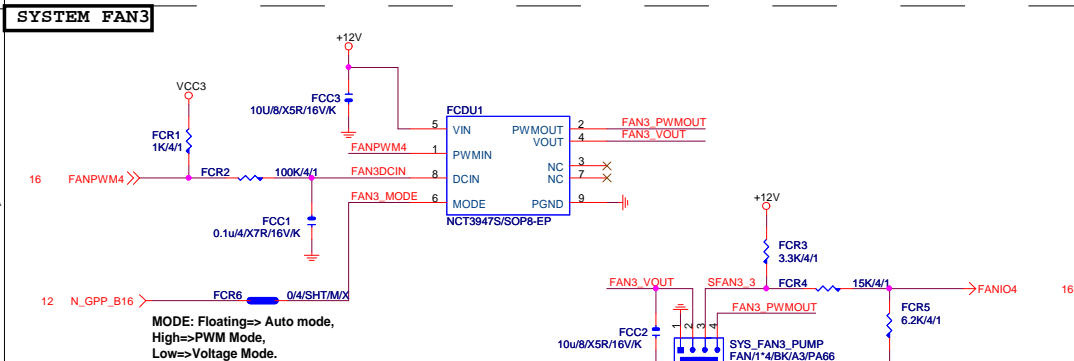 SYSTEM FAN3
+12V
VCC3
FCC3
10U/8/X5R/16V/K
FCDU1
FCR1
1K/4/1
5 VIN
PWMOUT 2 FAN3_PWMOUT
VOUT 4 FAN3_VOUT
FANPWM4 1 PWMIN
NC 3
16 FANPWM4
FCR2 100K/4/1
FAN3DCIN 8 DCIN
NC 7
FAN3_MODE 6 MODE
PGND 9
NCT3947S/SOP8-EP
FCC1
0.1u/4/X7R/16V/K
+12V
FCR3
3.3K/4/1
12 N_GPP_B16
FCR6 0/4/SHT/M/X
FAN3_VOUT
SFAN3_3
FCR4 15K/4/1
FANIO4 16
FAN3_PWMOUT
FCR5
6.2K/4/1
MODE: Floating=> Auto mode,
High=>PWM Mode,
Low=>Voltage Mode.
FCC2
10u/8/X5R/16V/K
1 2 3 4
SYS_FAN3_PUMP
FAN/1*4/BK/A3/PA66